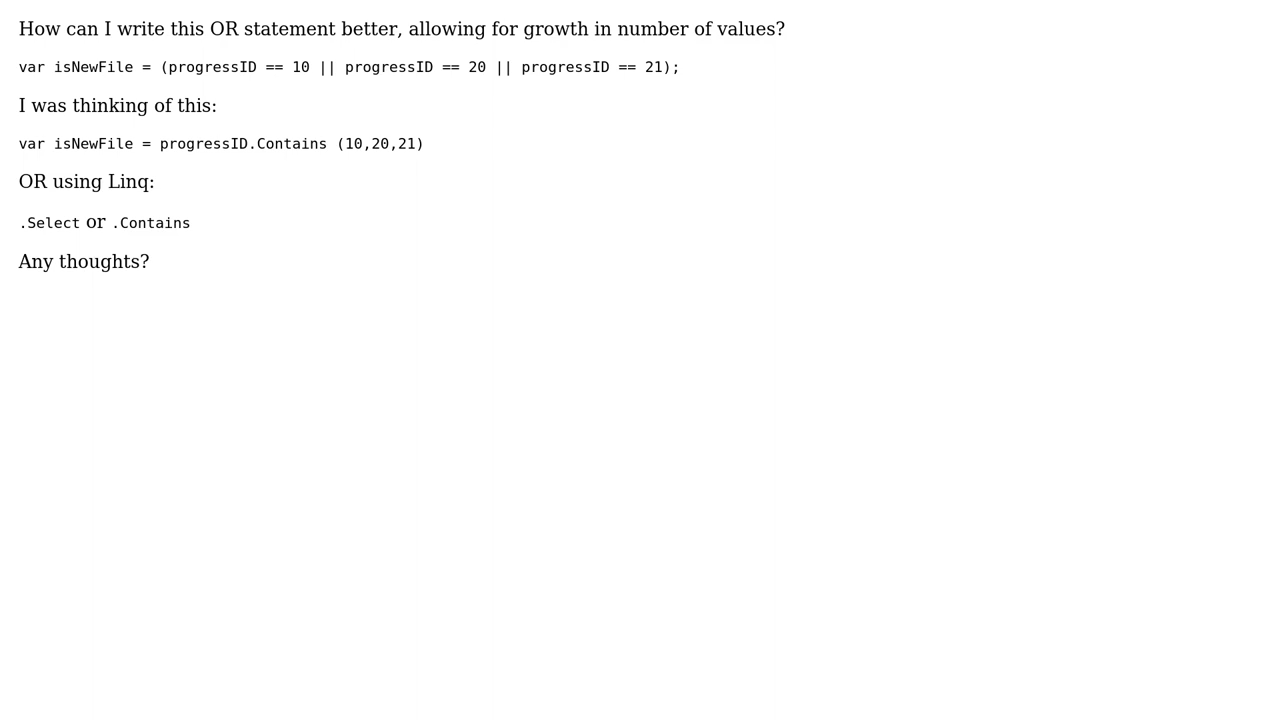 How can I write this OR statement better, allowing for growth in number of values?
var isNewFile = (progressID == 10 || progressID == 20 || progressID == 21);
I was thinking of this:
var isNewFile = progressID.Contains (10,20,21)
OR using Linq:
.Select or .Contains
Any thoughts?